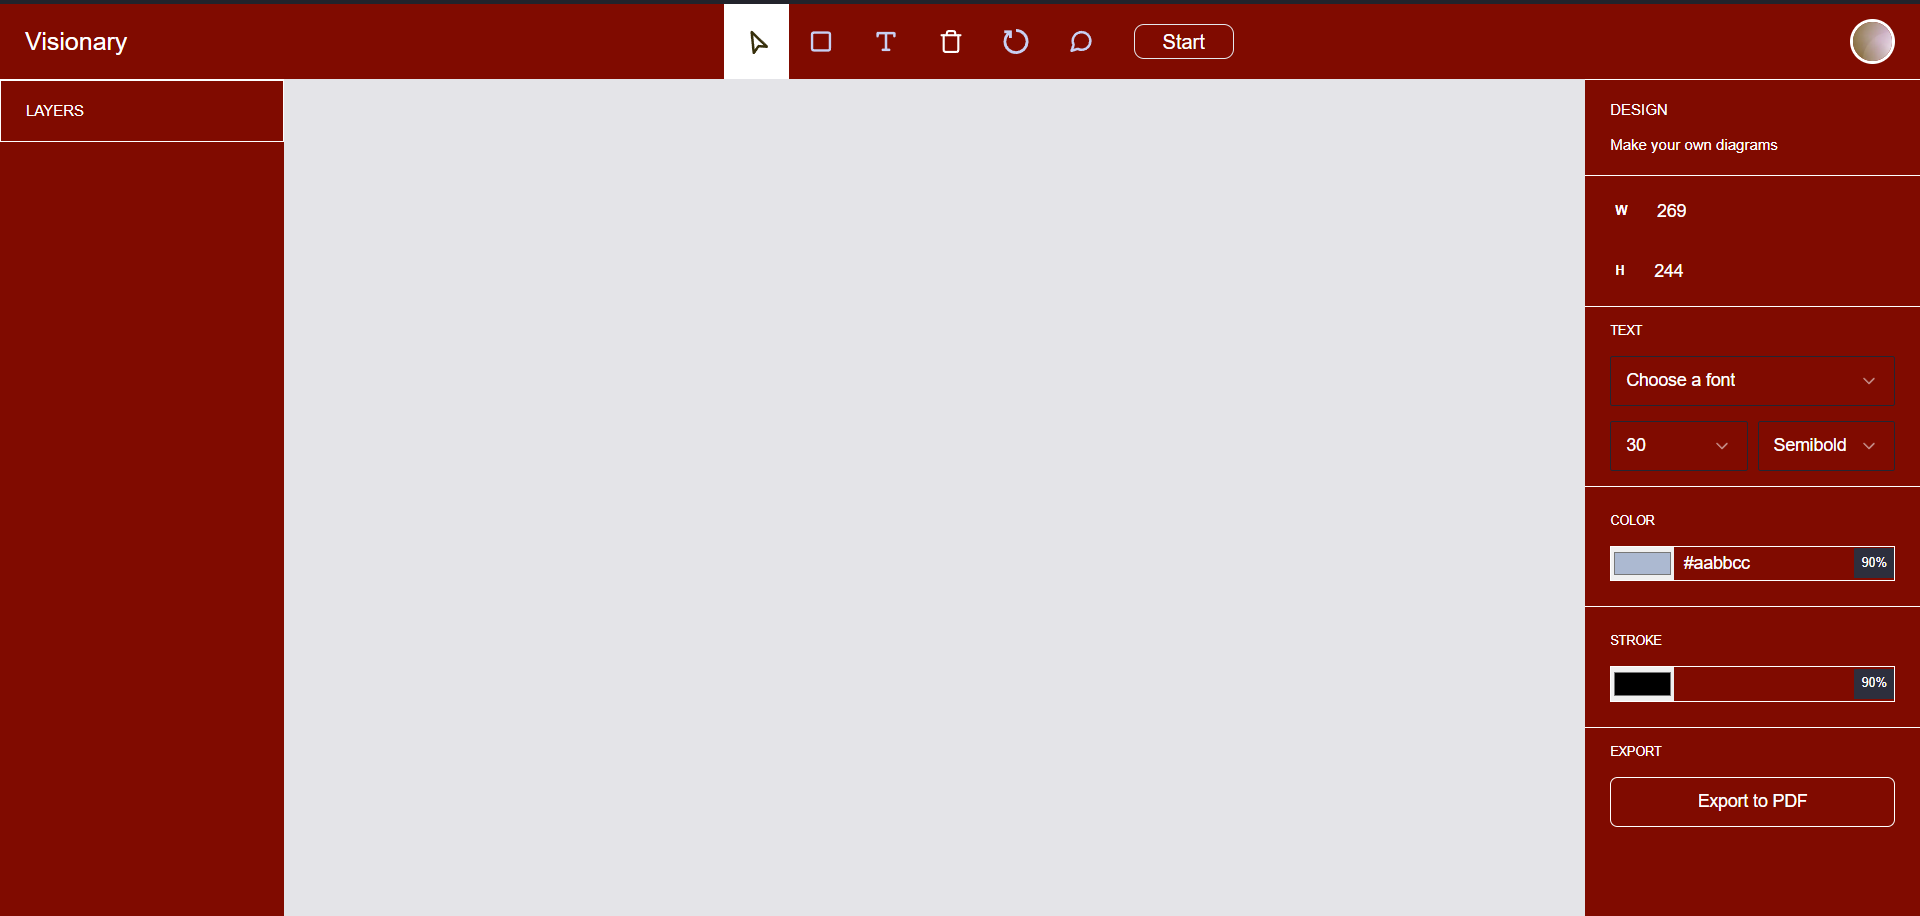 Visionary
Start
LAYERS
DESIGN
Make your own diagrams
W 269
H 244
TEXT
Choose a font
30 Semibold
COLOR
#aabbcc 90%
STROKE
90%
EXPORT
Export to PDF